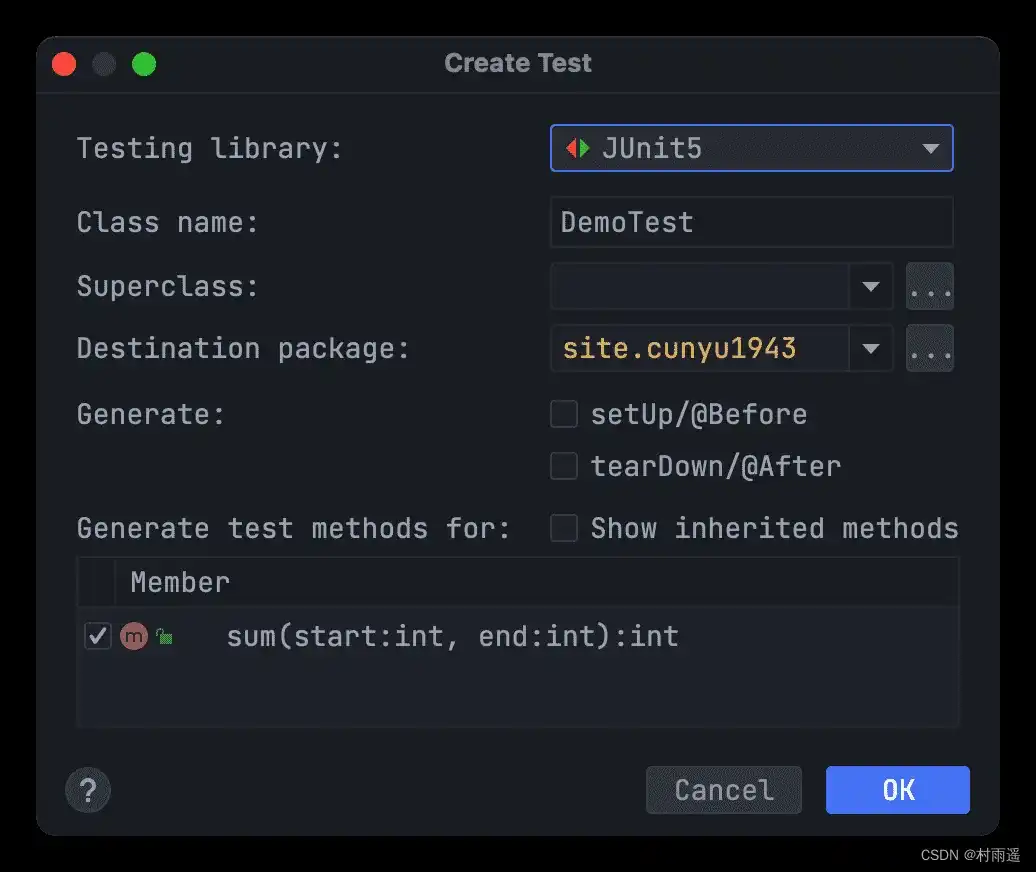 Create Test
Testing library: JUnit5
Class name: DemoTest
Superclass: ...
Destination package: site.cunyu1943 ...
Generate: setUp/@Before
tearDown/@After
Generate test methods for: Show inherited methods
Member
m sum(start:int, end:int):int
? Cancel OK
CSDN @村雨遥